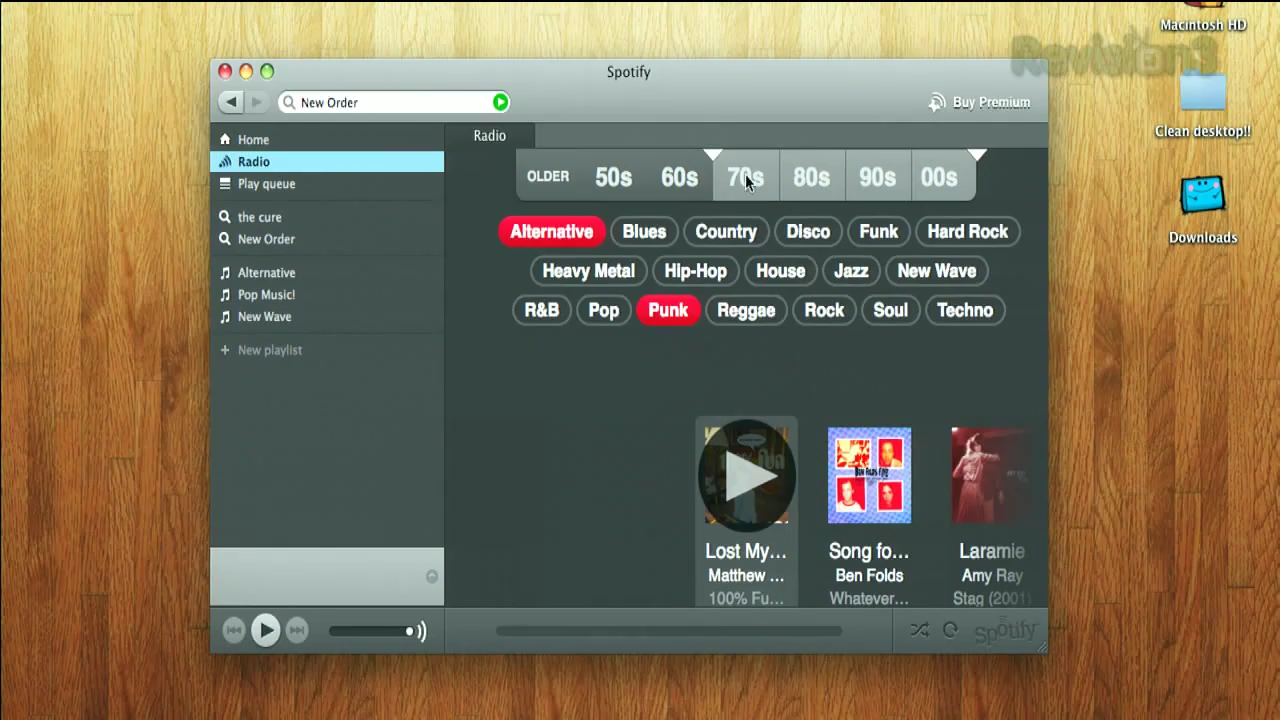 Macintosh HD
Revision3
Spotify
New Order
Buy Premium
Clean desktop!!
Home
Radio
Play queue
the cure
New Order
Alternative
Pop Music!
New Wave
New playlist
Radio
OLDER 50s 60s 70s 80s 90s 00s
Downloads
Alternative Blues Country Disco Funk Hard Rock
Heavy Metal Hip-Hop House Jazz New Wave
R&B Pop Punk Reggae Rock Soul Techno
BEN FOLDS FIVE
Lost My... Song fo... Laramie
Matthew ... Ben Folds Amy Ray
100% Fu... Whatever... Stag (2001)
Spotify